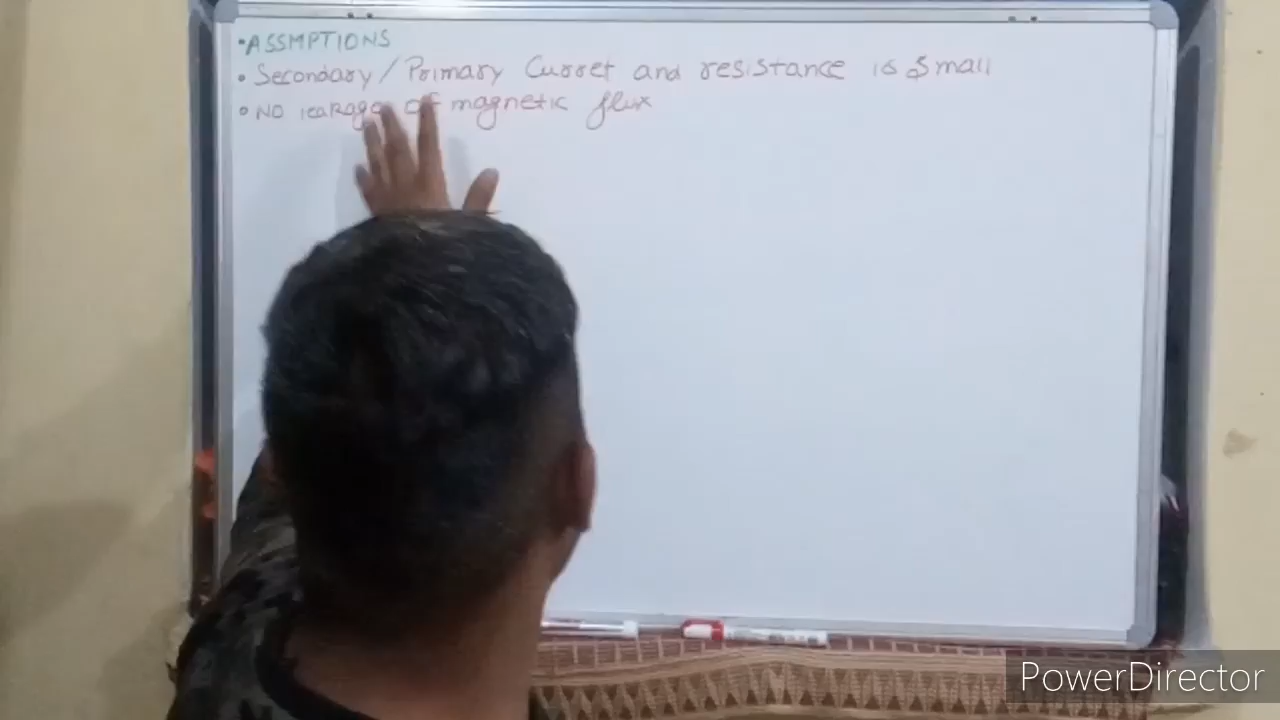 •ASSMPTIONS
• Secondary / Primary Curret and resistance is small
• NO leakage of magnetic flux
PowerDirector